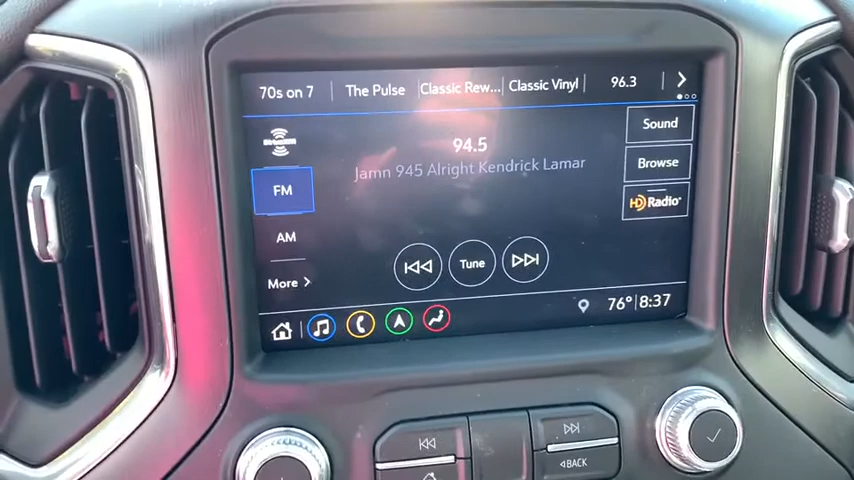 70s on 7 The Pulse Classic Rew... Classic Vinyl 96.3
94.5
Jamn 945 Alright Kendrick Lamar
FM
AM
More
Sound
Browse
HD Radio
Tune
76° 8:37
BACK